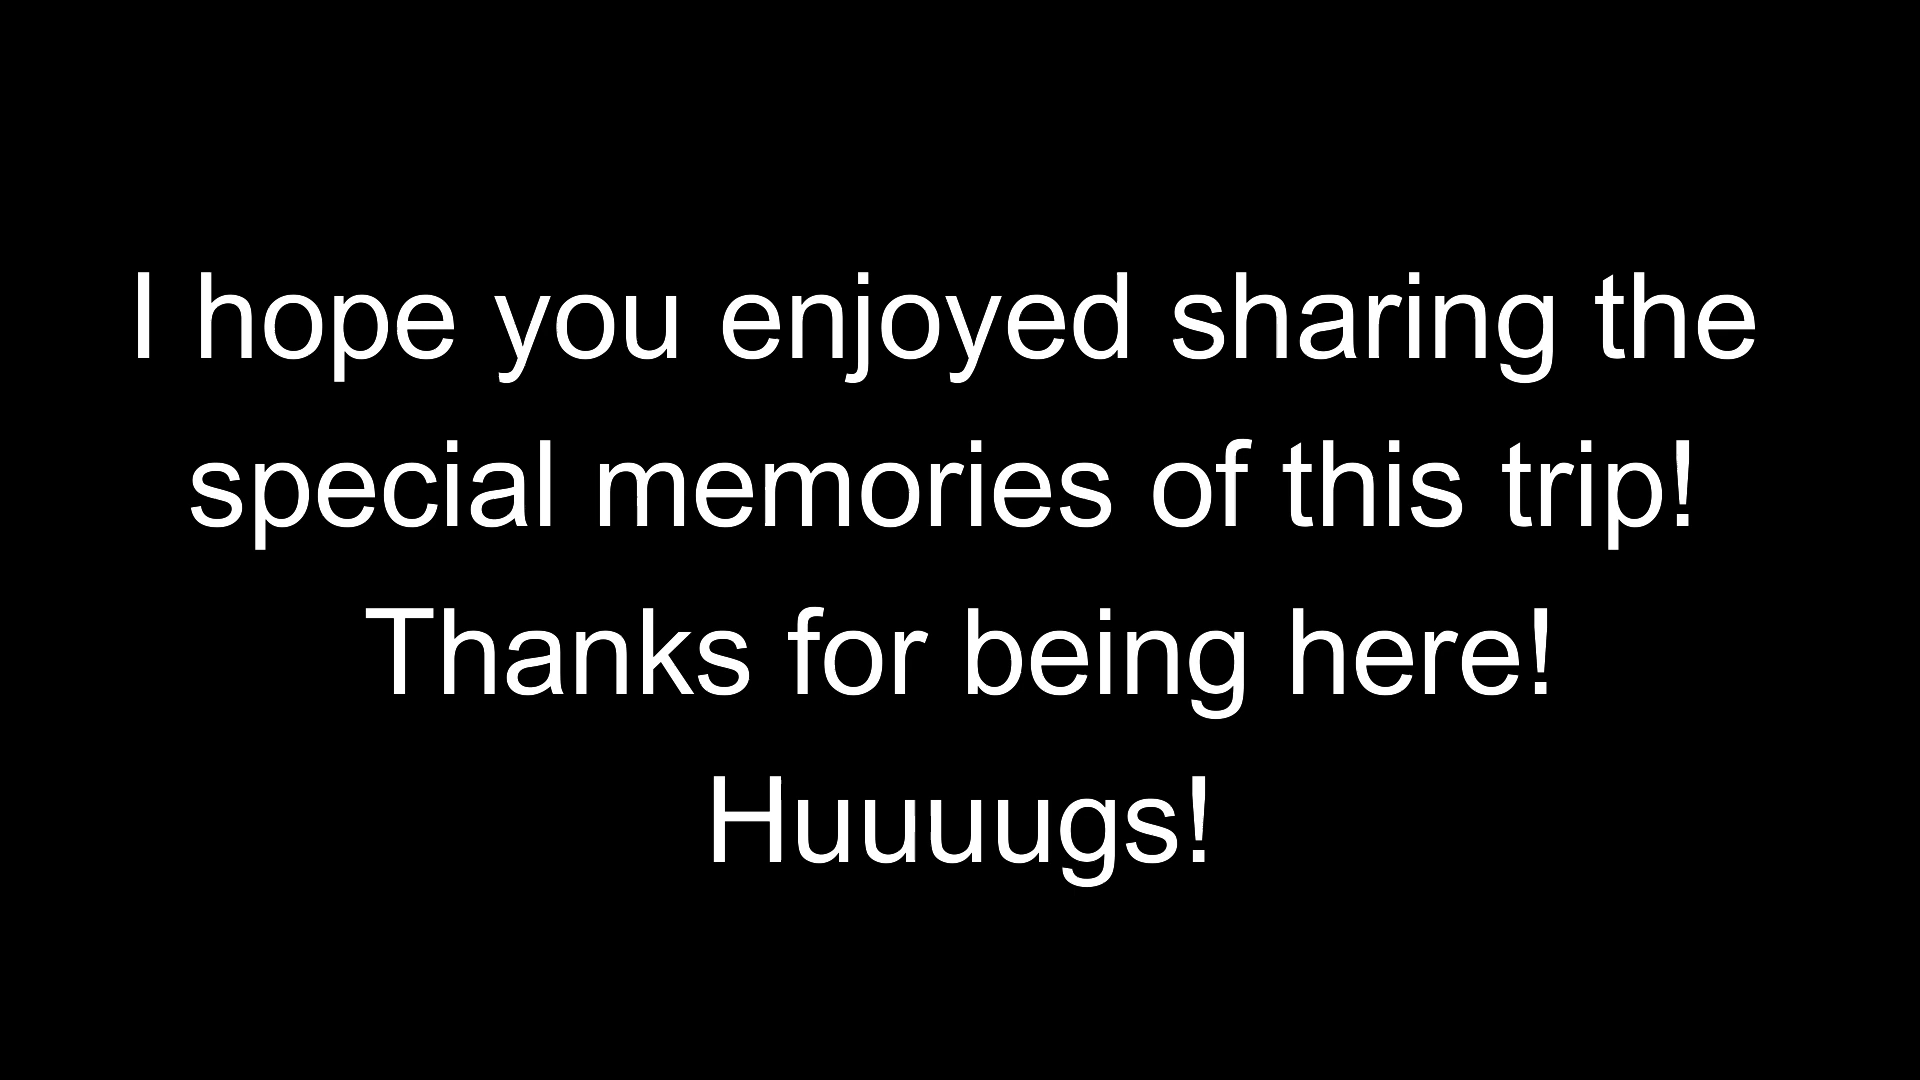 I hope you enjoyed sharing the
special memories of this trip!
Thanks for being here!
Huuuugs!